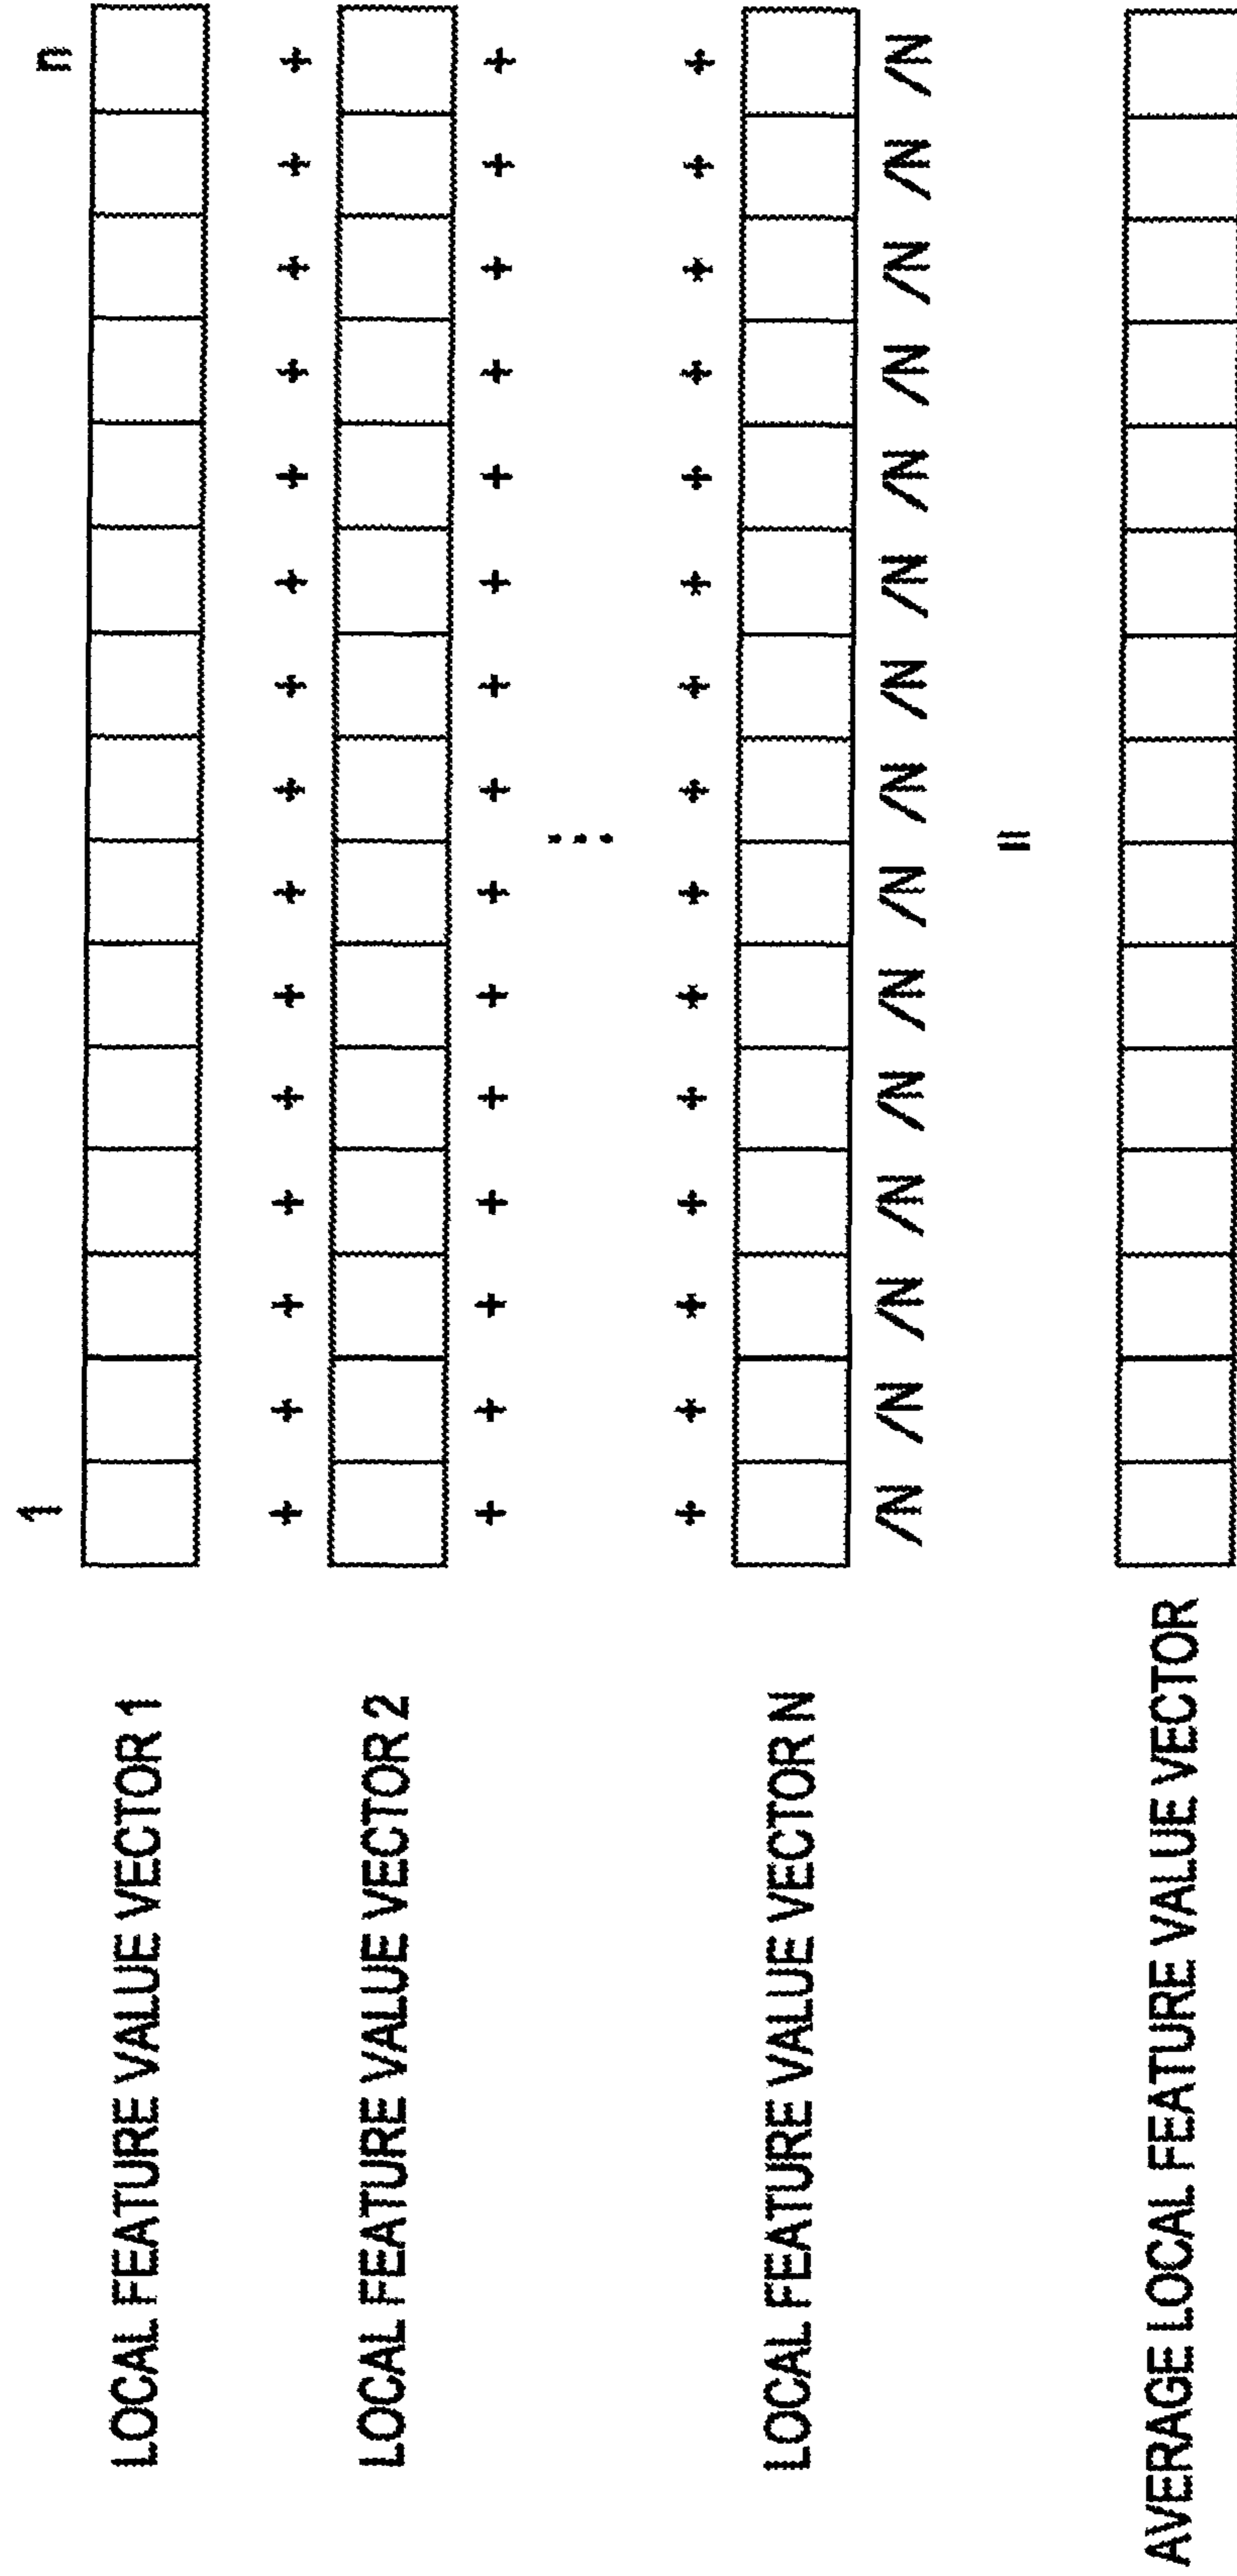 1 n
LOCAL FEATURE VALUE VECTOR 1
+ + + + + + + + + + + + + + +
LOCAL FEATURE VALUE VECTOR 2
+ + + + + + + + + + + + + + +
⋮
+ + + + + + + + + + + + + + +
LOCAL FEATURE VALUE VECTOR N
/N /N /N /N /N /N /N /N /N /N /N /N /N /N /N
=
AVERAGE LOCAL FEATURE VALUE VECTOR